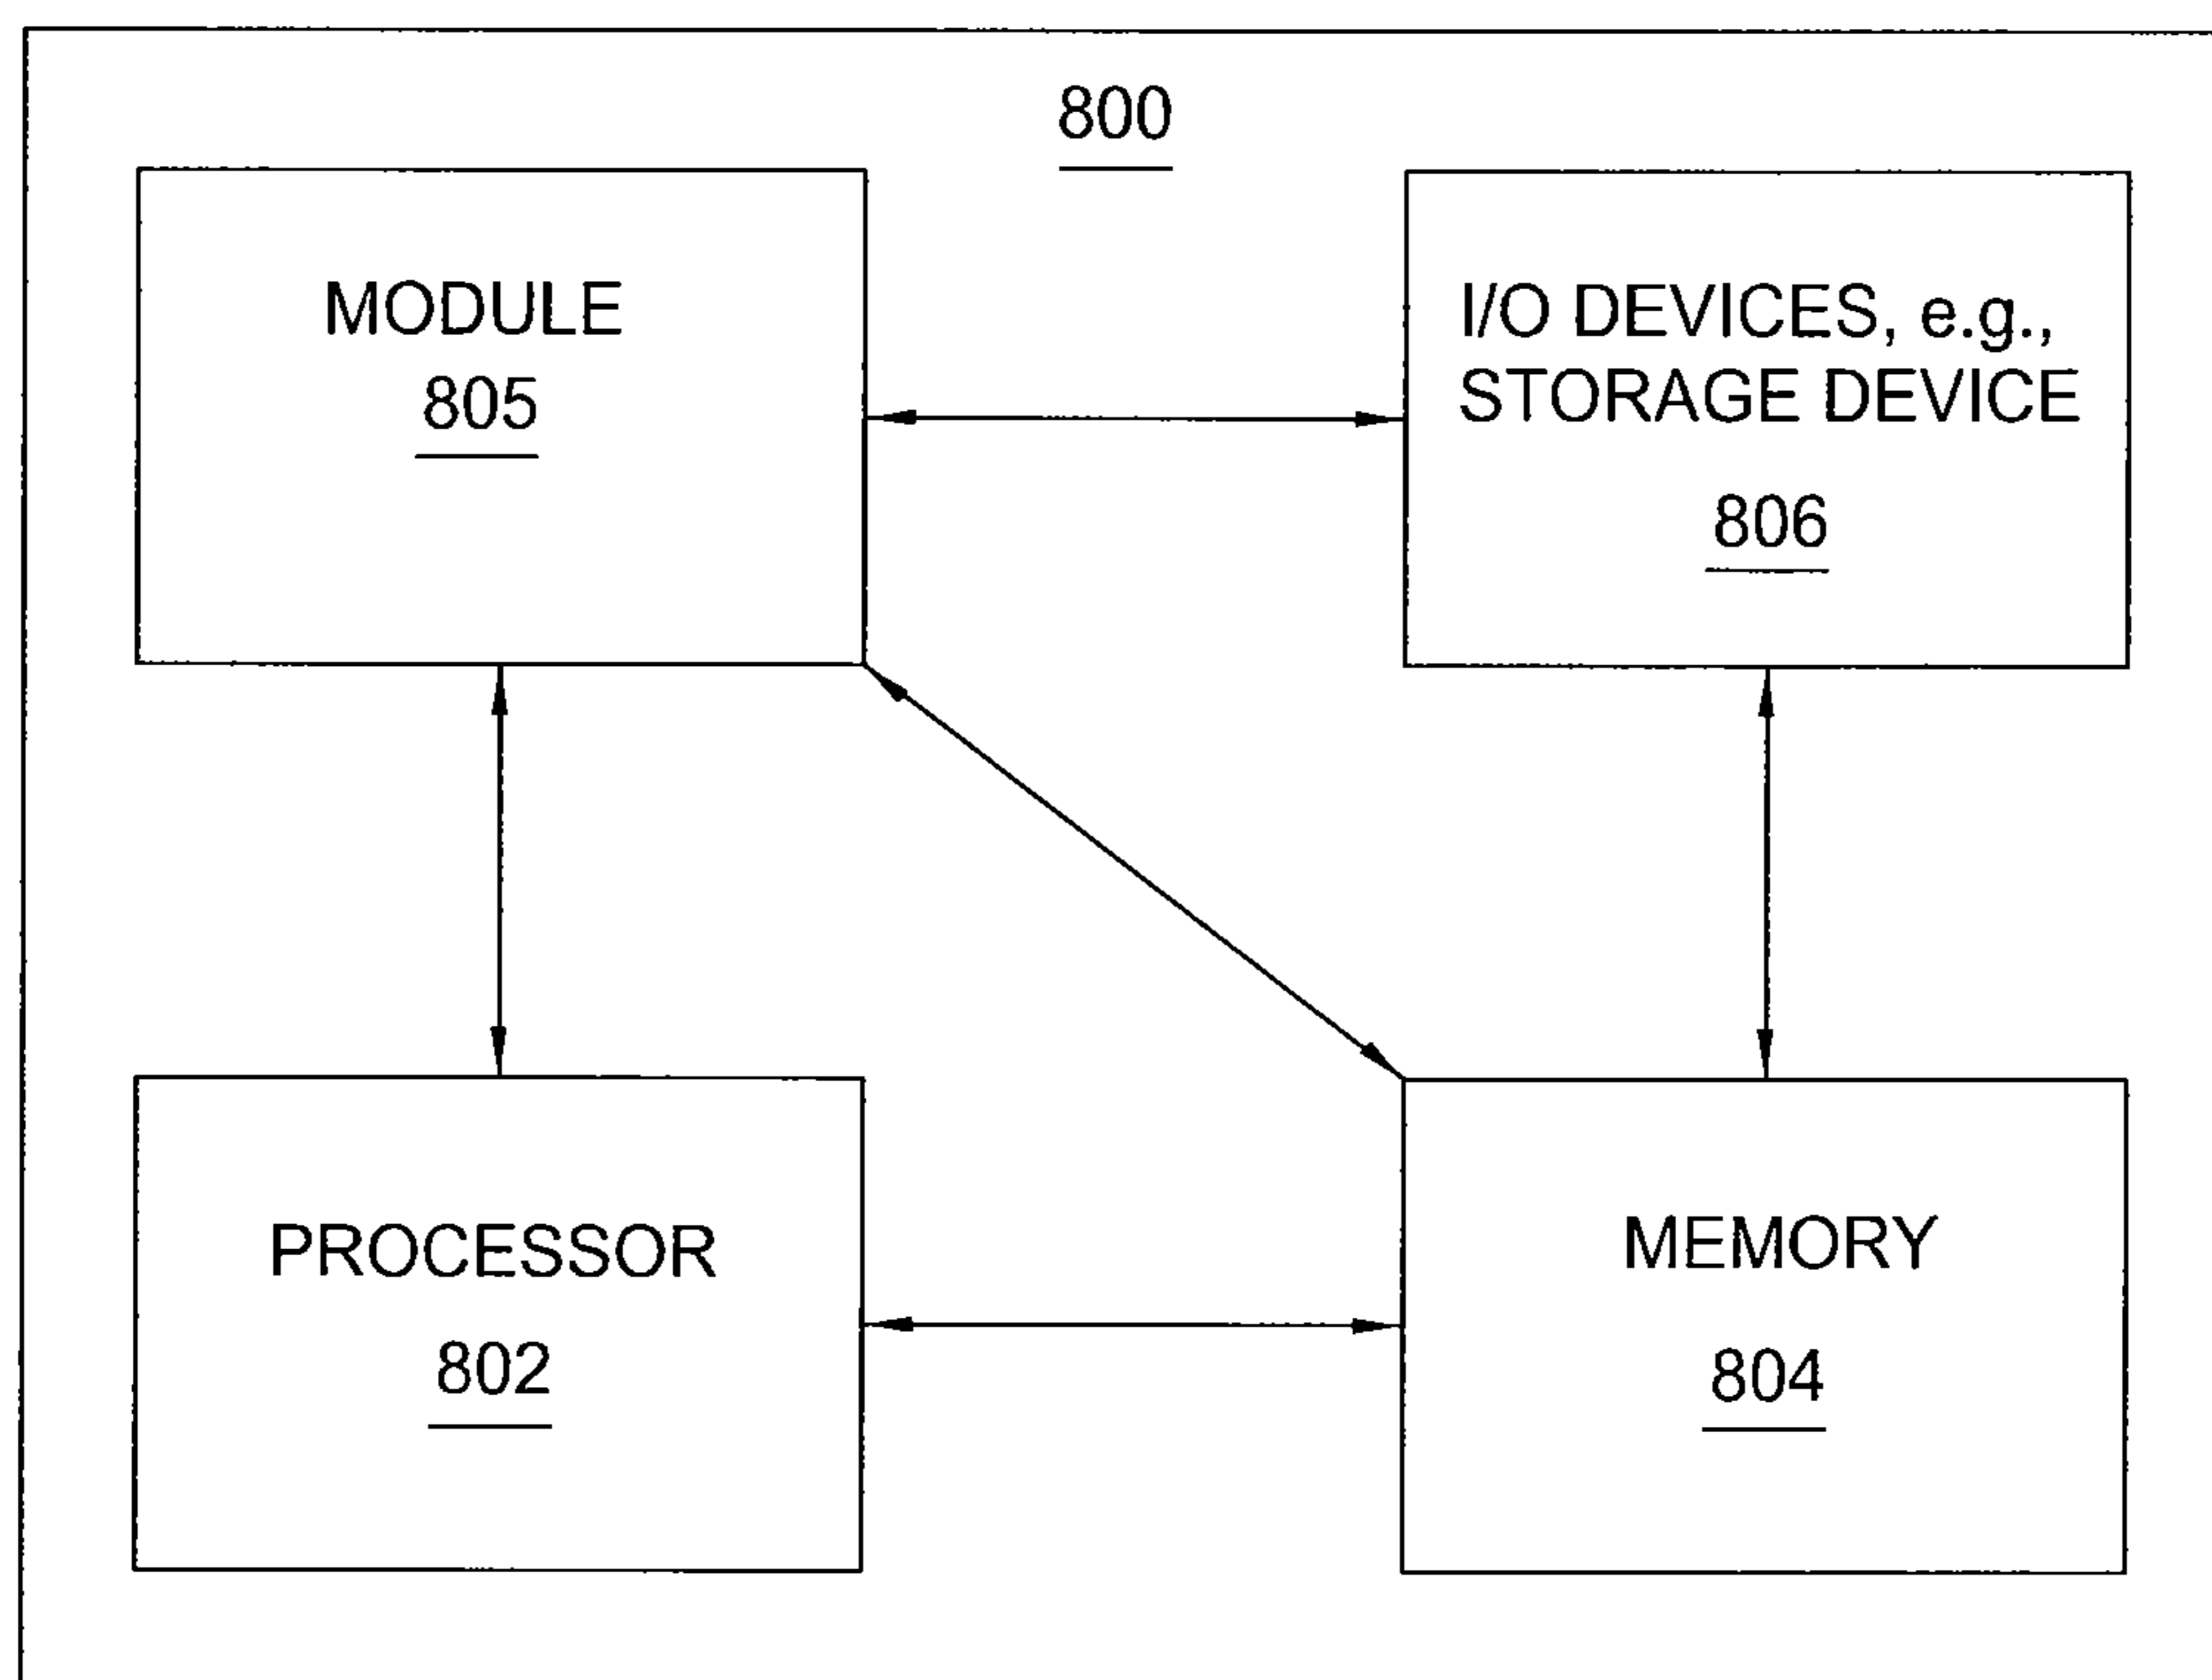 800
MODULE
805
I/O DEVICES, e.g.,
STORAGE DEVICE
806
PROCESSOR
802
MEMORY
804